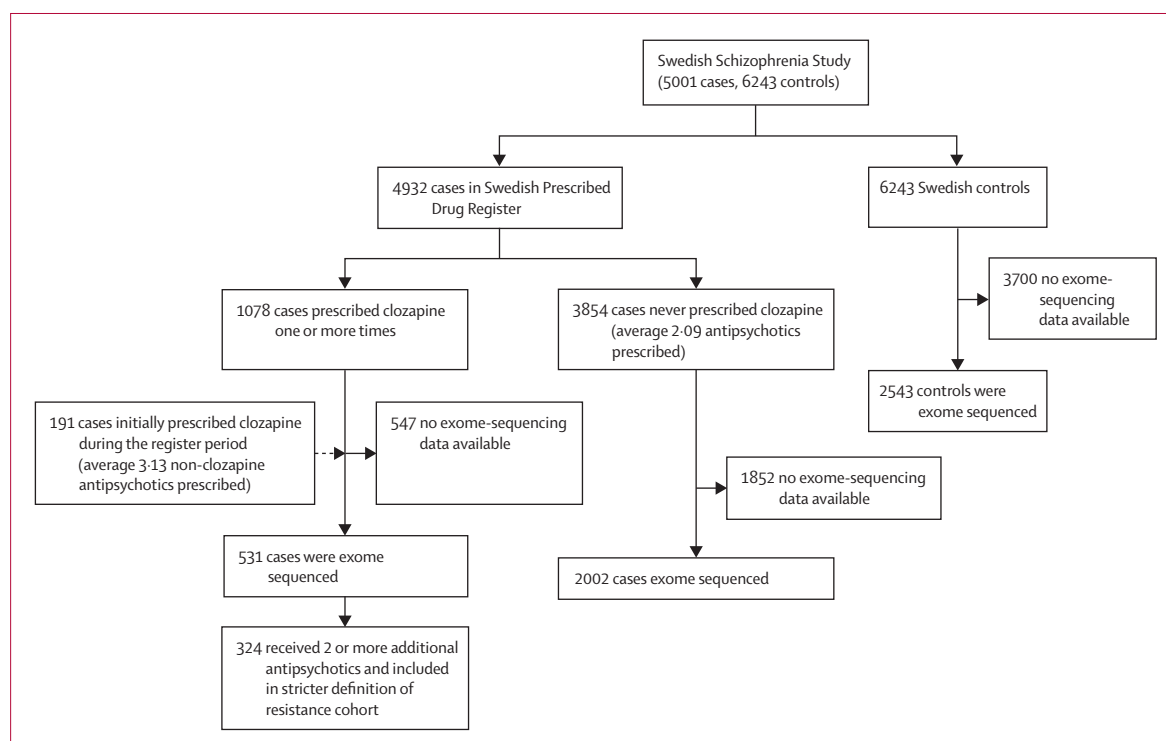 Swedish Schizophrenia Study
(5001 cases, 6243 controls)
4932 cases in Swedish Prescribed
Drug Register
6243 Swedish controls
1078 cases prescribed clozapine
one or more times
3854 cases never prescribed clozapine
(average 2·09 antipsychotics
prescribed)
3700 no exome-
sequencing
data available
2543 controls were
exome sequenced
191 cases initially prescribed clozapine
during the register period
(average 3·13 non-clozapine
antipsychotics prescribed)
547 no exome-sequencing
data available
1852 no exome-sequencing
data available
531 cases were exome
sequenced
2002 cases exome sequenced
324 received 2 or more additional
antipsychotics and included
in stricter definition of
resistance cohort